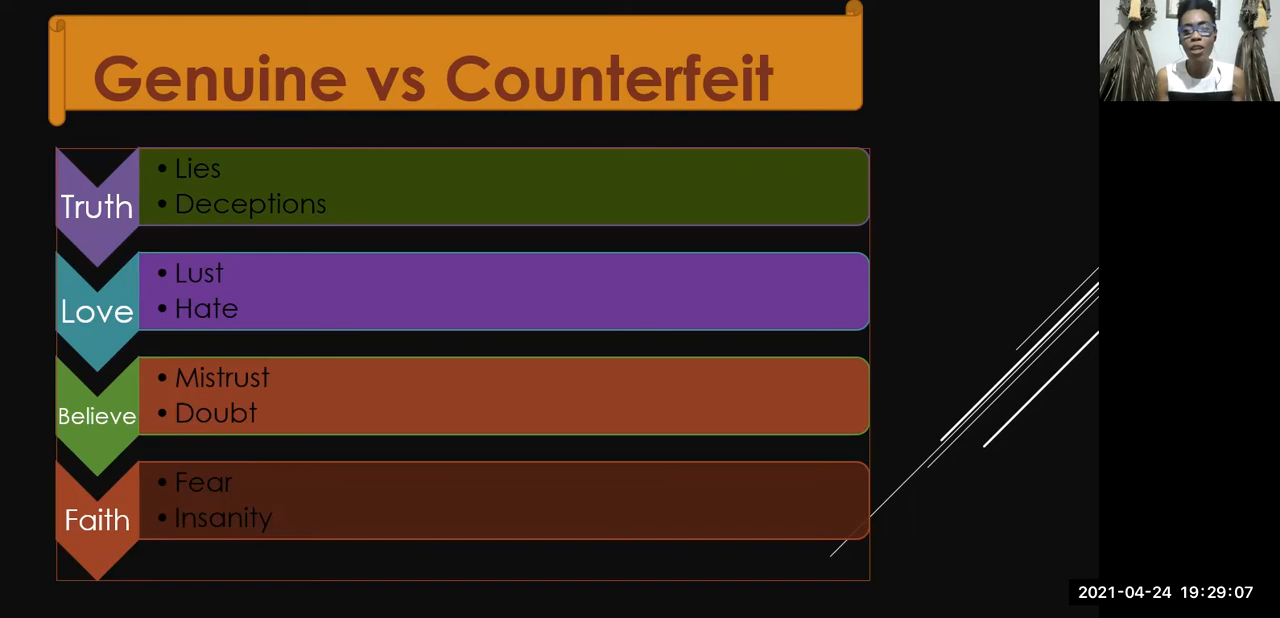 Genuine vs Counterfeit
Truth
• Lies
• Deceptions
Love
• Lust
• Hate
Believe
• Mistrust
• Doubt
Faith
• Fear
• Insanity
2021-04-24 19:29:07